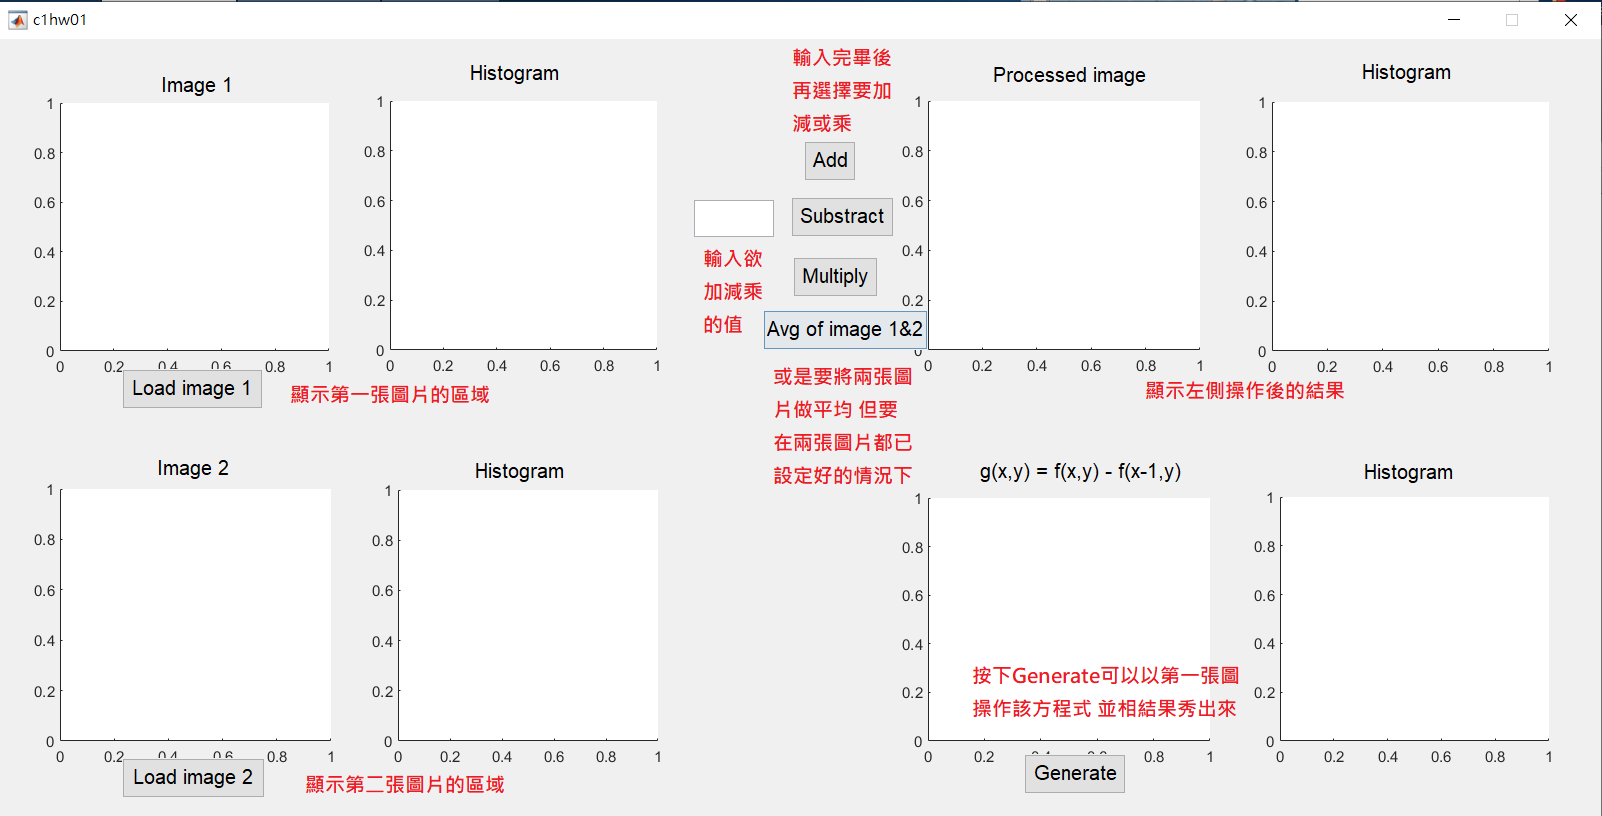 c1hw01
Image 1
1
0.8
0.6
0.4
0.2
0
0 0.2 0.4 0.6 0.8 1
Load image 1
顯示第一張圖片的區域
Histogram
1
0.8
0.6
0.4
0.2
0
0 0.2 0.4 0.6 0.8 1
輸入完畢後
再選擇要加
減或乘
Add
Substract
Multiply
Avg of image 1&2
輸入欲
加減乘
的值
或是要將兩張圖
片做平均 但要
在兩張圖片都已
設定好的情況下
Processed image
1
0.8
0.6
0.4
0.2
0
0 0.2 0.4 0.6 0.8 1
Histogram
1
0.8
0.6
0.4
0.2
0
0 0.2 0.4 0.6 0.8 1
顯示左側操作後的結果
Image 2
1
0.8
0.6
0.4
0.2
0
0 0.2 0.4 0.6 0.8 1
Load image 2
顯示第二張圖片的區域
Histogram
1
0.8
0.6
0.4
0.2
0
0 0.2 0.4 0.6 0.8 1
g(x,y) = f(x,y) - f(x-1,y)
1
0.8
0.6
0.4
0.2
0
0 0.2 0.4 0.6 0.8 1
按下Generate可以以第一張圖
操作該方程式 並相結果秀出來
Generate
Histogram
1
0.8
0.6
0.4
0.2
0
0 0.2 0.4 0.6 0.8 1